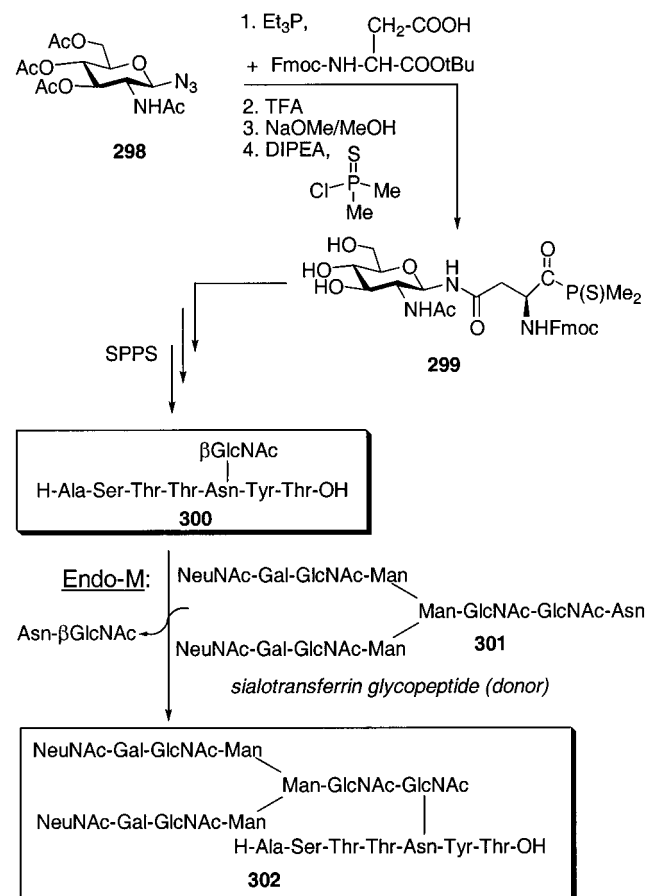 1. Et₃P,
CH₂-COOH
+ Fmoc-NH-CH-COOtBu
AcO
AcO
AcO
O
N₃
NHAc
298
2. TFA
3. NaOMe/MeOH
4. DIPEA,
S
Cl P Me
Me
HO
HO
HO
O
H
N
NHAc
O
O
C
P(S)Me₂
NHFmoc
299
SPPS
βGlcNAc
H-Ala-Ser-Thr-Thr-Asn-Tyr-Thr-OH
300
Endo-M:
NeuNAc-Gal-GlcNAc-Man
Man-GlcNAc-GlcNAc-Asn
Asn-βGlcNAc
NeuNAc-Gal-GlcNAc-Man
301
sialotransferrin glycopeptide (donor)
NeuNAc-Gal-GlcNAc-Man
Man-GlcNAc-GlcNAc
NeuNAc-Gal-GlcNAc-Man
H-Ala-Ser-Thr-Thr-Asn-Tyr-Thr-OH
302